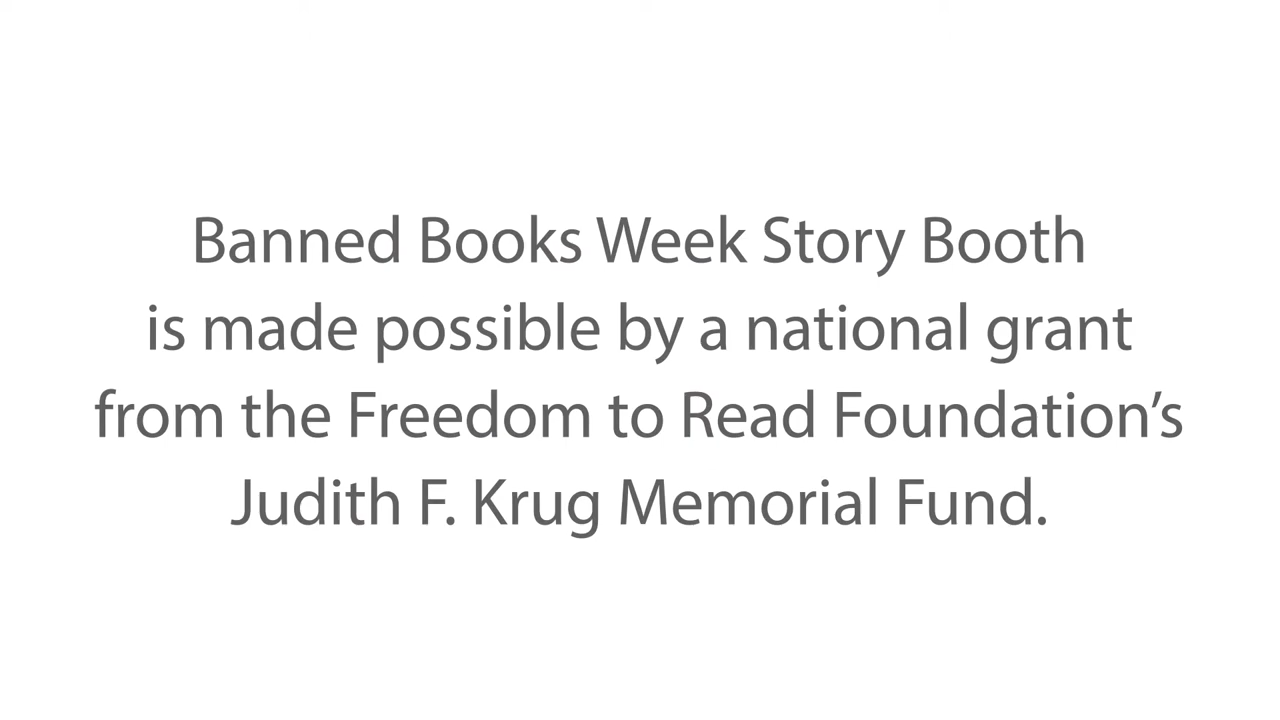 Banned Books Week Story Booth
is made possible by a national grant
from the Freedom to Read Foundation’s
Judith F. Krug Memorial Fund.